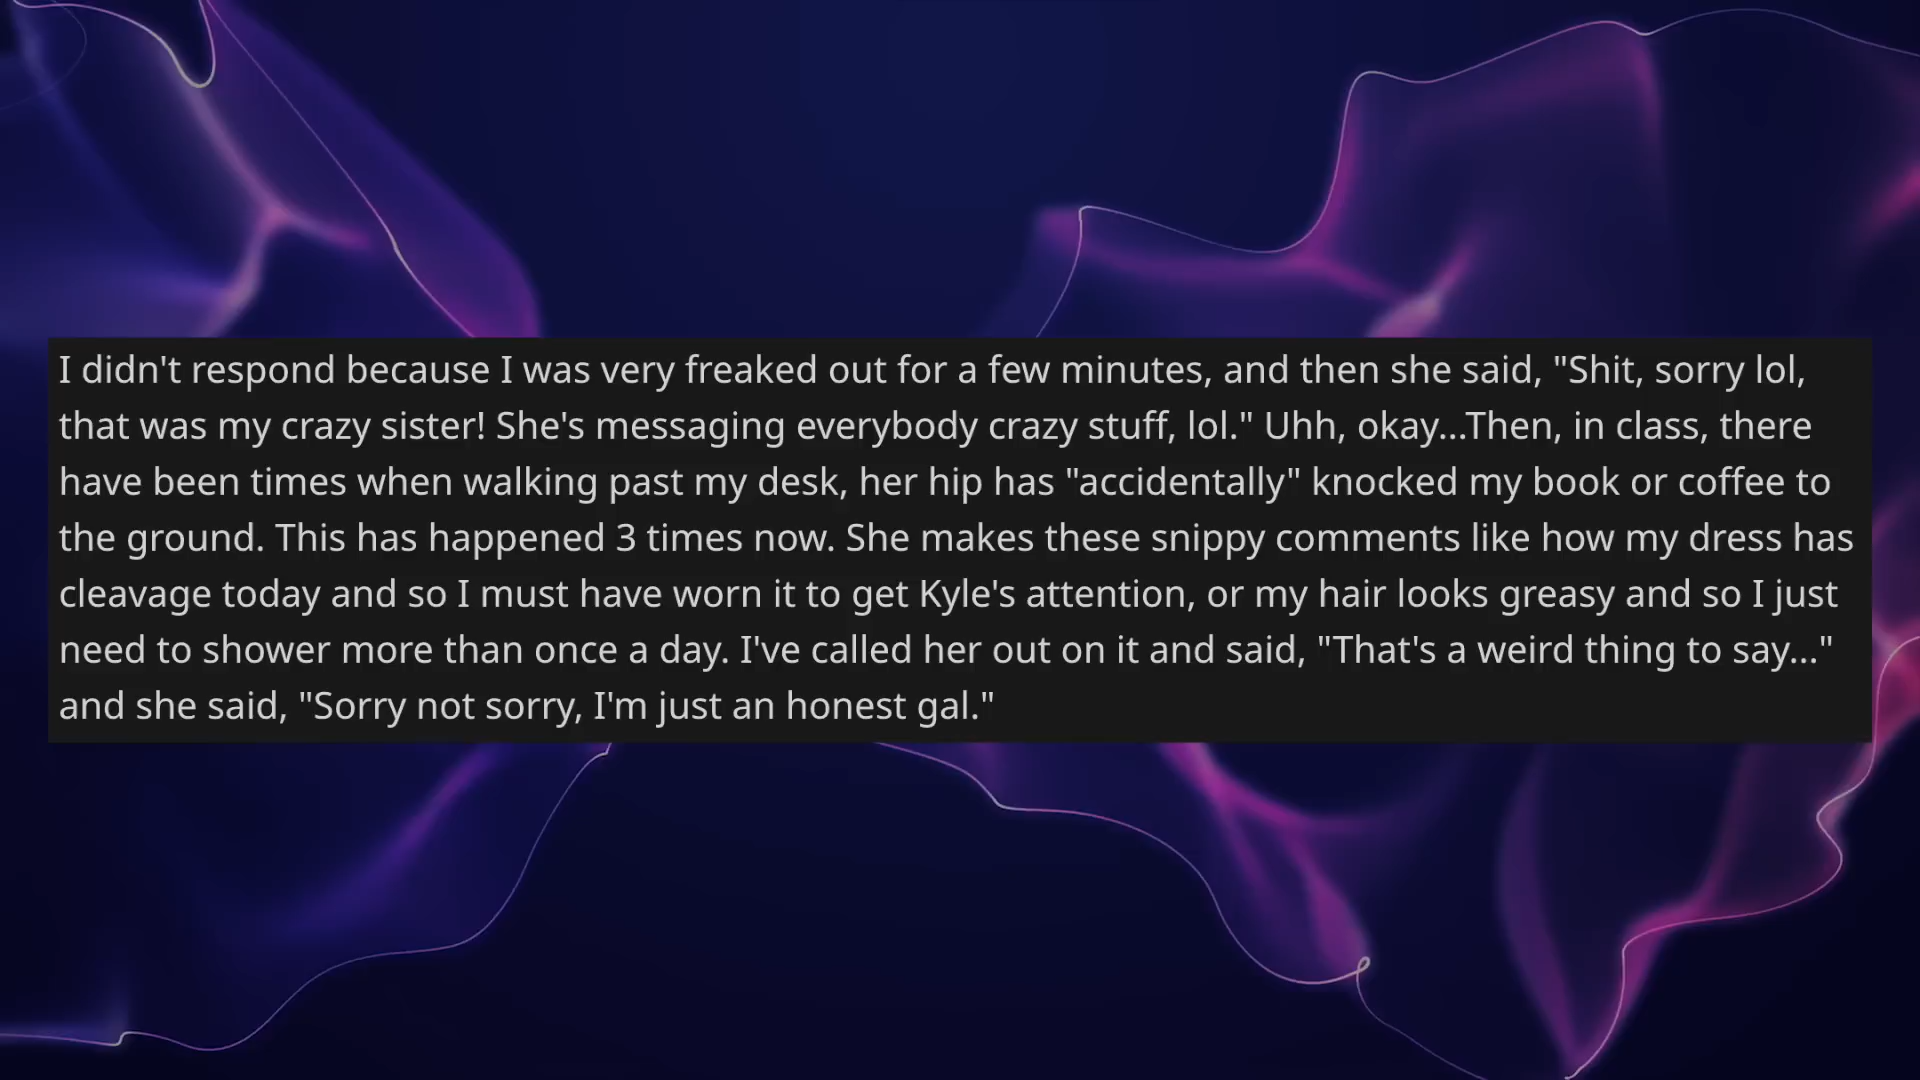 I didn't respond because I was very freaked out for a few minutes, and then she said, "Shit, sorry lol,
that was my crazy sister! She's messaging everybody crazy stuff, lol." Uhh, okay...Then, in class, there
have been times when walking past my desk, her hip has "accidentally" knocked my book or coffee to
the ground. This has happened 3 times now. She makes these snippy comments like how my dress has
cleavage today and so I must have worn it to get Kyle's attention, or my hair looks greasy and so I just
need to shower more than once a day. I've called her out on it and said, "That's a weird thing to say..."
and she said, "Sorry not sorry, I'm just an honest gal."